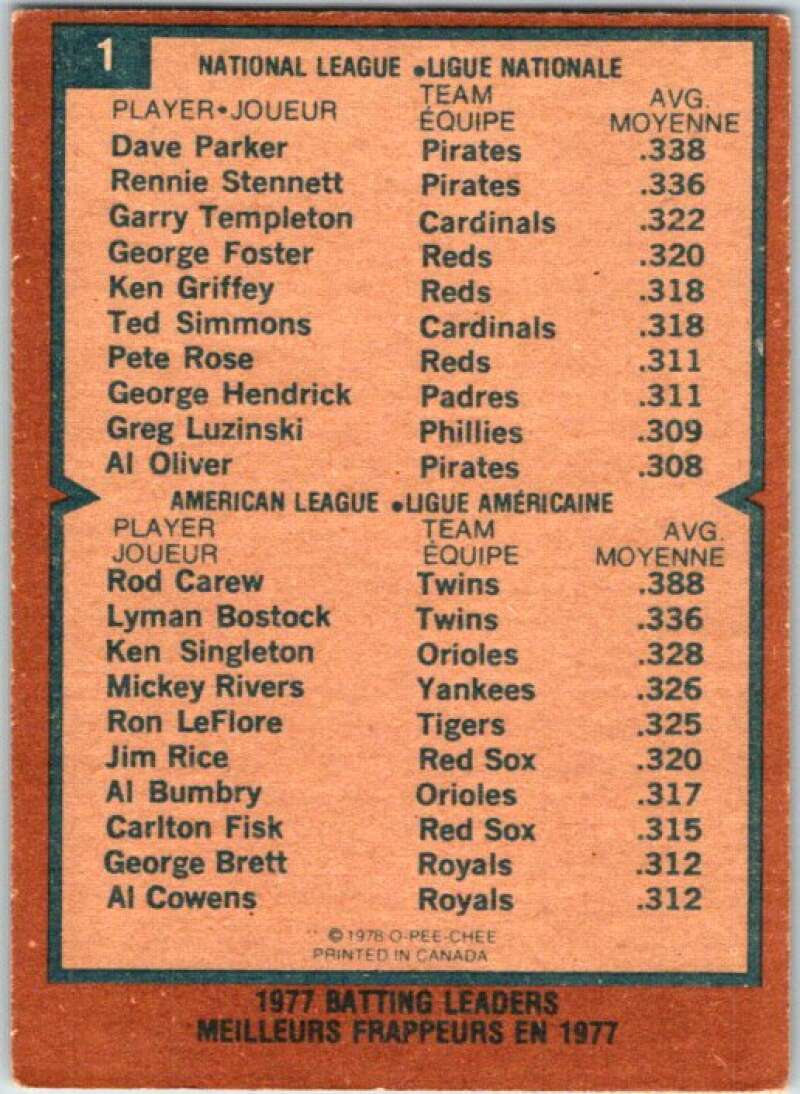 1
NATIONAL LEAGUE • LIGUE NATIONALE
PLAYER • JOUEUR TEAM ÉQUIPE AVG. MOYENNE
Dave Parker Pirates .338
Rennie Stennett Pirates .336
Garry Templeton Cardinals .322
George Foster Reds .320
Ken Griffey Reds .318
Ted Simmons Cardinals .318
Pete Rose Reds .311
George Hendrick Padres .311
Greg Luzinski Phillies .309
Al Oliver Pirates .308
AMERICAN LEAGUE • LIGUE AMÉRICAINE
PLAYER TEAM AVG.
JOUEUR ÉQUIPE MOYENNE
Rod Carew Twins .388
Lyman Bostock Twins .336
Ken Singleton Orioles .328
Mickey Rivers Yankees .326
Ron LeFlore Tigers .325
Jim Rice Red Sox .320
Al Bumbry Orioles .317
Carlton Fisk Red Sox .315
George Brett Royals .312
Al Cowens Royals .312
© 1978 O-PEE-CHEE
PRINTED IN CANADA
1977 BATTING LEADERS
MEILLEURS FRAPPEURS EN 1977